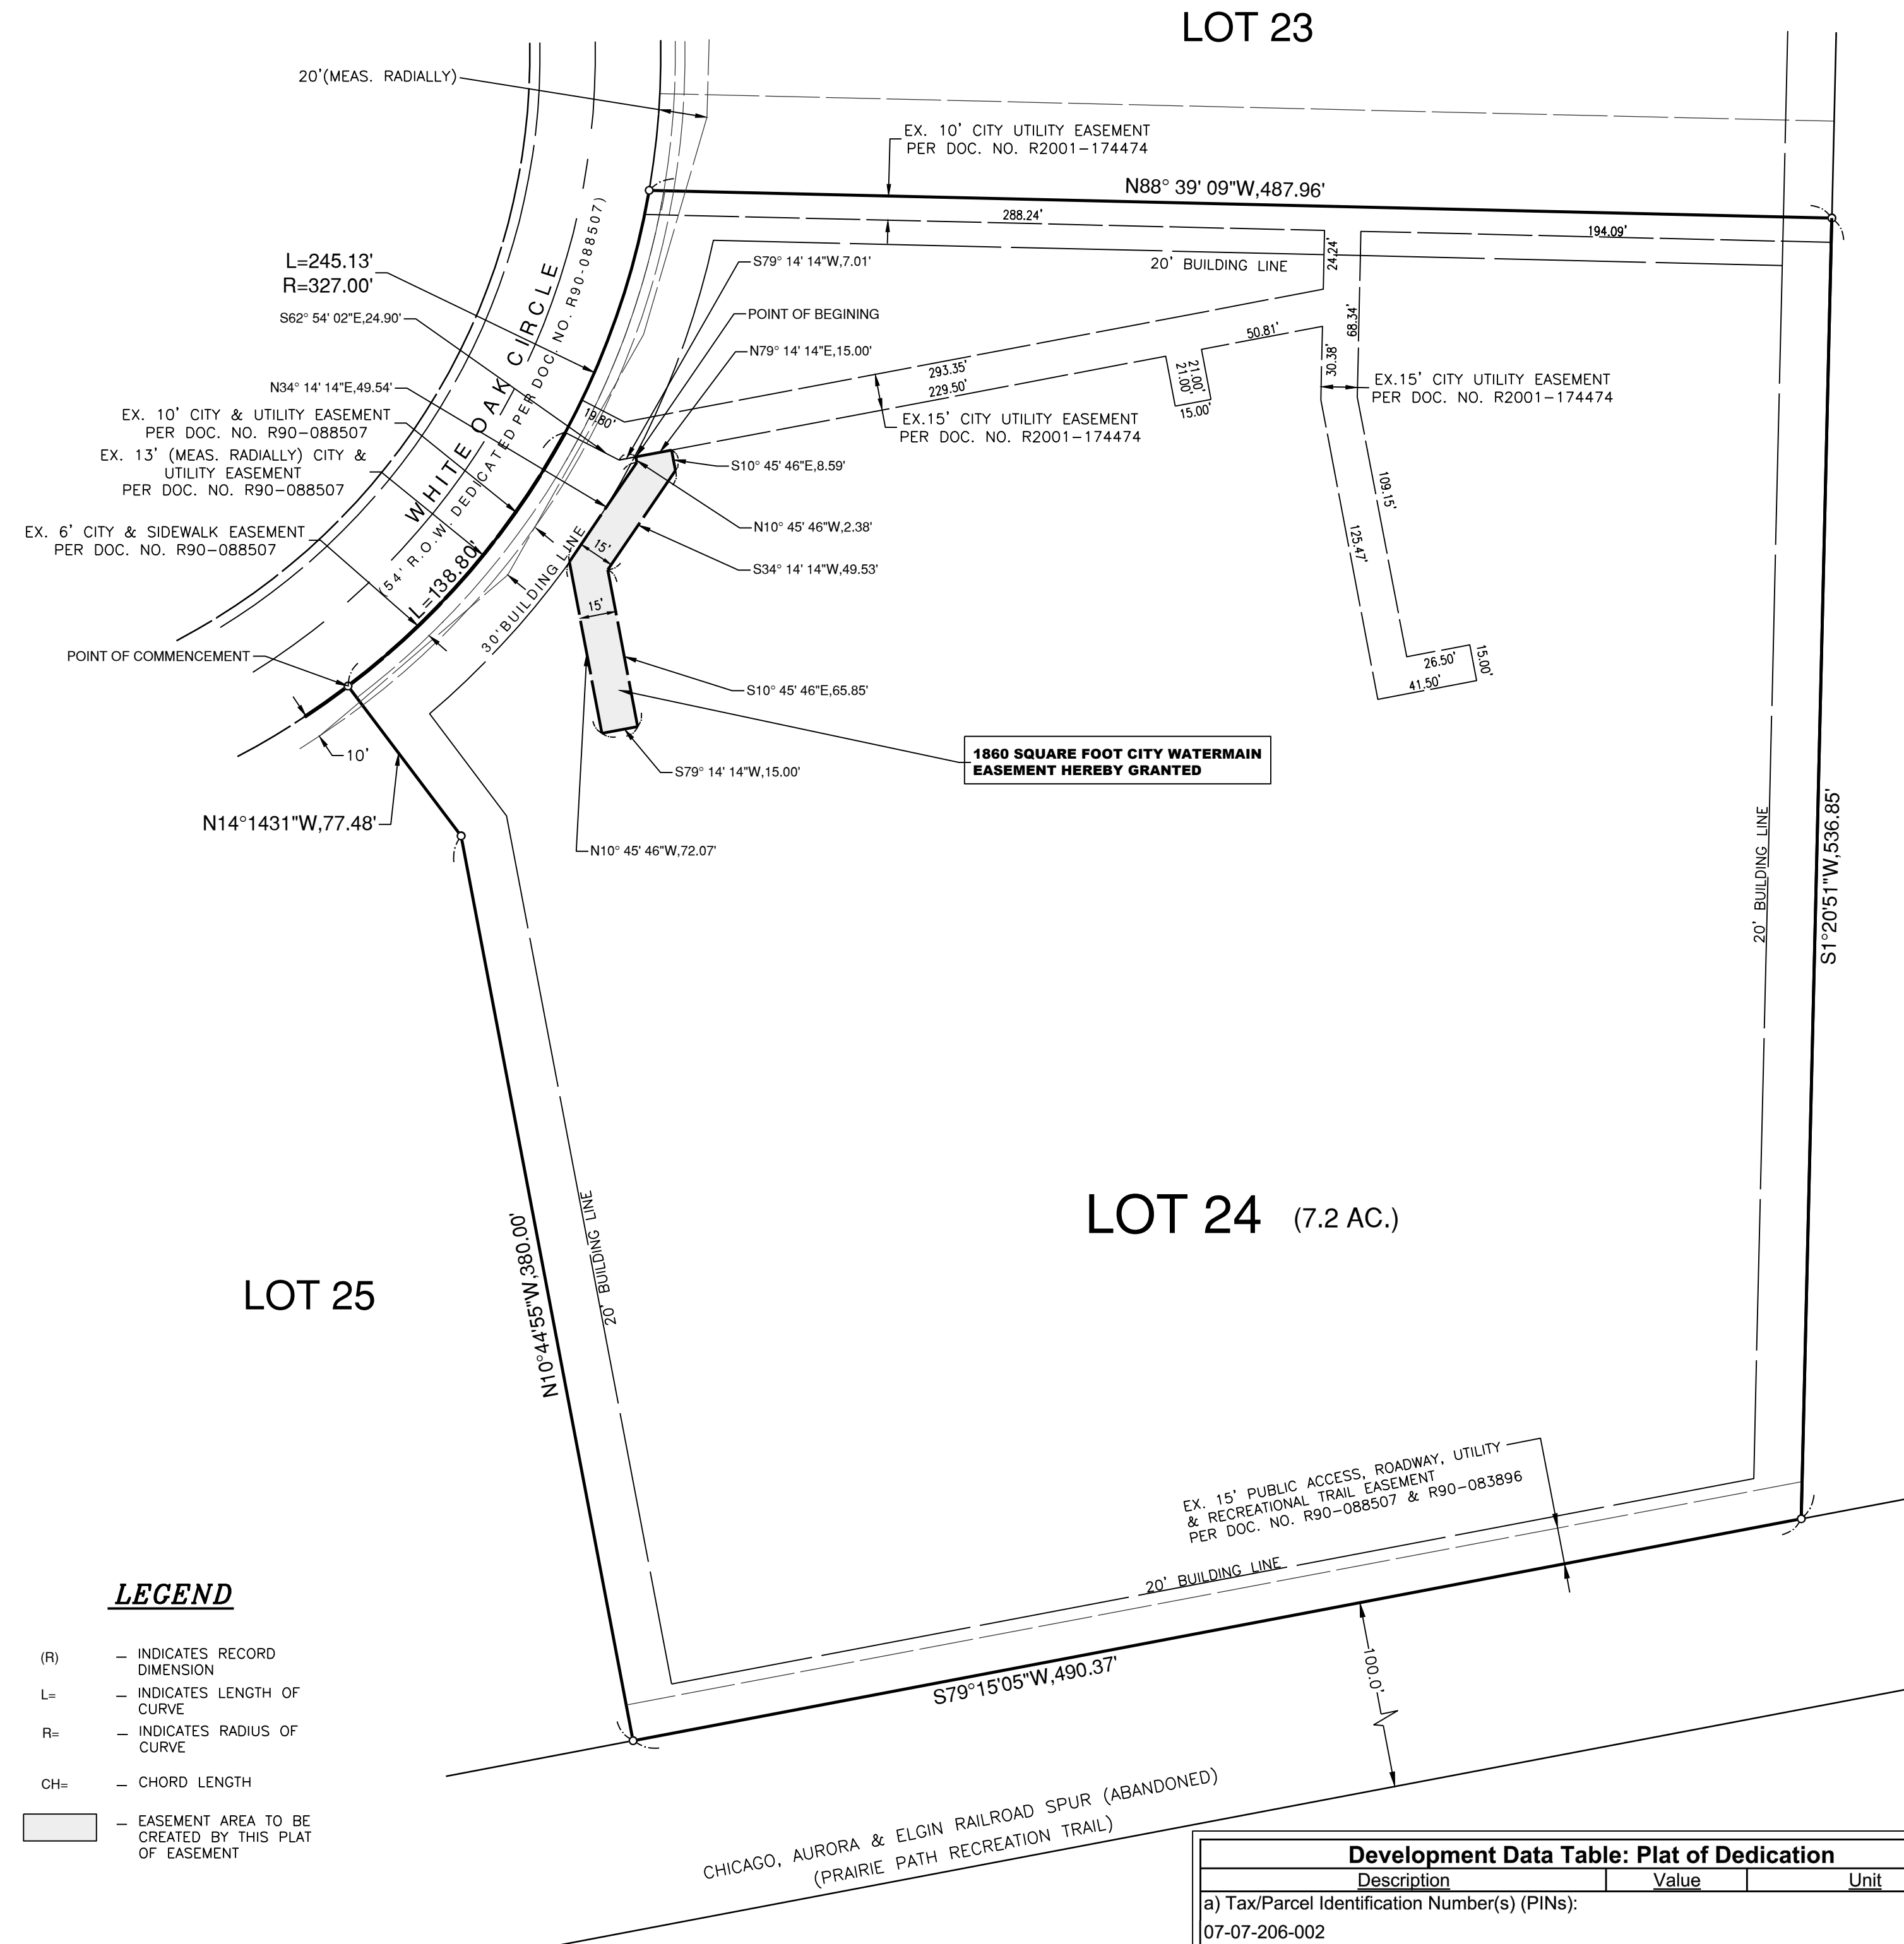 LOT 23
20'(MEAS. RADIALLY)
EX. 10' CITY UTILITY EASEMENT
PER DOC. NO. R2001-174474
N88° 39' 09"W,487.96'
288.24'
194.09'
24.24'
20' BUILDING LINE
L=245.13'
R=327.00'
S62° 54' 02"E,24.90'
N34° 14' 14"E,49.54'
EX. 10' CITY & UTILITY EASEMENT
PER DOC. NO. R90-088507
EX. 13' (MEAS. RADIALLY) CITY &
UTILITY EASEMENT
PER DOC. NO. R90-088507
EX. 6' CITY & SIDEWALK EASEMENT
PER DOC. NO. R90-088507
WHITE OAK CIRCLE
(54' R.O.W. DEDICATED PER DOC. NO. R90-088507)
L=138.80'
30'BUILDING LINE
S79° 14' 14"W,7.01'
POINT OF BEGINING
N79° 14' 14"E,15.00'
19.80'
293.35'
229.50'
EX.15' CITY UTILITY EASEMENT
PER DOC. NO. R2001-174474
21.00'
21.00'
15.00'
50.81'
30.38'
68.34'
EX.15' CITY UTILITY EASEMENT
PER DOC. NO. R2001-174474
S10° 45' 46"E,8.59'
N10° 45' 46"W,2.38'
S34° 14' 14"W,49.53'
15'
15'
109.15'
125.47'
26.50'
15.00'
41.50'
POINT OF COMMENCEMENT
10'
S10° 45' 46"E,65.85'
1860 SQUARE FOOT CITY WATERMAIN
EASEMENT HEREBY GRANTED
S79° 14' 14"W,15.00'
N14°1431"W,77.48'
N10° 45' 46"W,72.07'
20' BUILDING LINE
S1°20'51"W,536.85'
LOT 24 (7.2 AC.)
LOT 25
N10°44'55"W,380.00'
20' BUILDING LINE
EX. 15' PUBLIC ACCESS, ROADWAY, UTILITY
& RECREATIONAL TRAIL EASEMENT
PER DOC. NO. R90-088507 & R90-083896
20' BUILDING LINE
S79°15'05"W,490.37'
100.0'
CHICAGO, AURORA & ELGIN RAILROAD SPUR (ABANDONED)
(PRAIRIE PATH RECREATION TRAIL)
LEGEND
(R) – INDICATES RECORD
DIMENSION
L= – INDICATES LENGTH OF
CURVE
R= – INDICATES RADIUS OF
CURVE
CH= – CHORD LENGTH
– EASEMENT AREA TO BE
CREATED BY THIS PLAT
OF EASEMENT
Development Data Table: Plat of Dedication
Description Value Unit
a) Tax/Parcel Identification Number(s) (PINs):
07-07-206-002